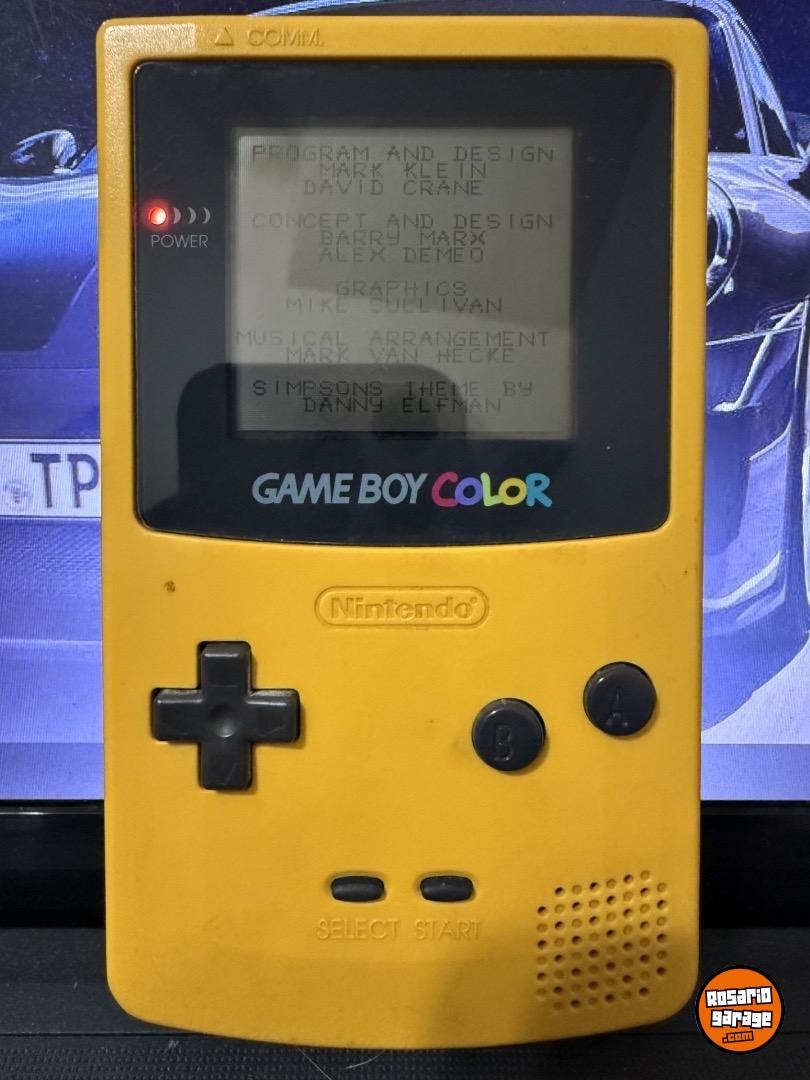 COMM.
PROGRAM AND DESIGN
MARK KLEIN
DAVID CRANE
CONCEPT AND DESIGN
BARRY MARX
ALEX DEMEO
GRAPHICS
MIKE SULLIVAN
MUSICAL ARRANGEMENT
MARK VAN HECKE
SIMPSONS THEME BY
DANNY ELFMAN
POWER
TP
GAME BOY COLOR
Nintendo®
B
A
SELECT START
Rosario
garage
.com